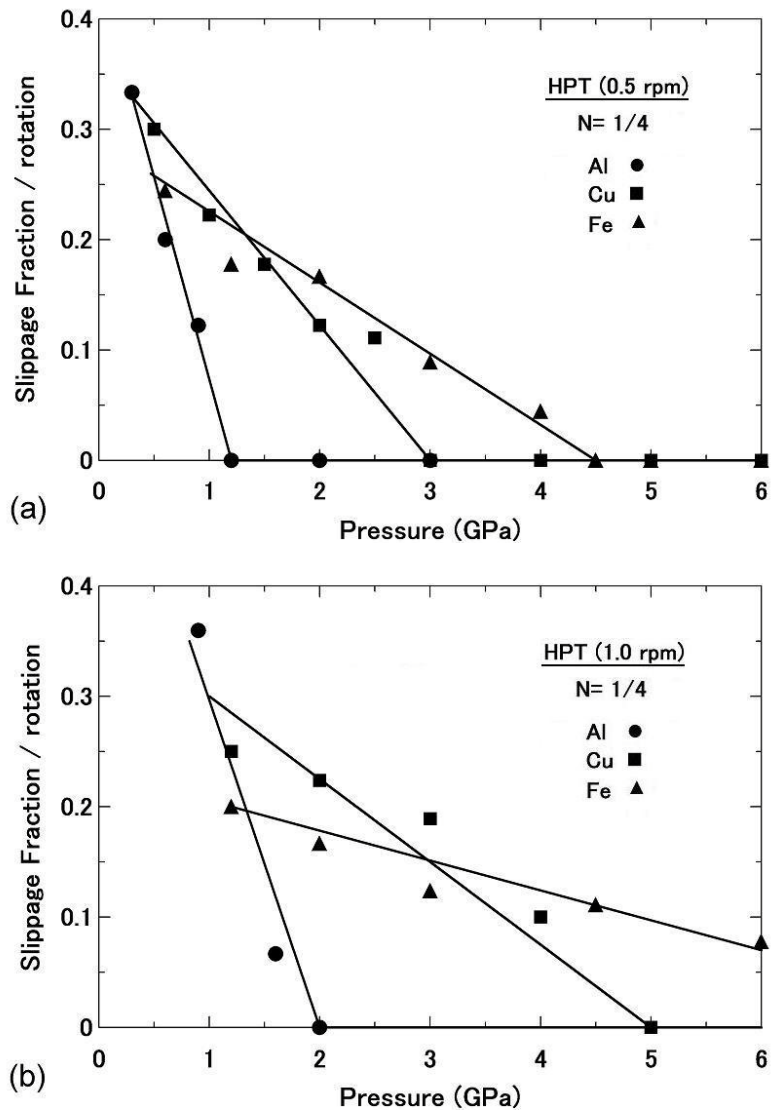 0.4
HPT (0.5 rpm)
N= 1/4
0.3
Al
Cu
Fe
0.2
0.1
0
Slippage Fraction / rotation
0 1 2 3 4 5 6
(a)
Pressure (GPa)
0.4
HPT (1.0 rpm)
N= 1/4
0.3
Al
Cu
Fe
0.2
0.1
0
Slippage Fraction / rotation
0 1 2 3 4 5 6
(b)
Pressure (GPa)